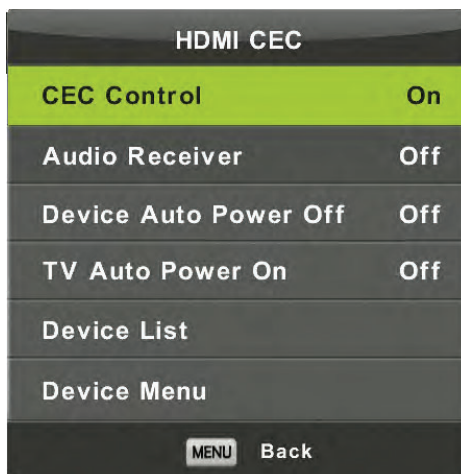 HDMI CEC
CEC Control On
Audio Receiver Off
Device Auto Power Off Off
TV Auto Power On Off
Device List
Device Menu
MENU Back